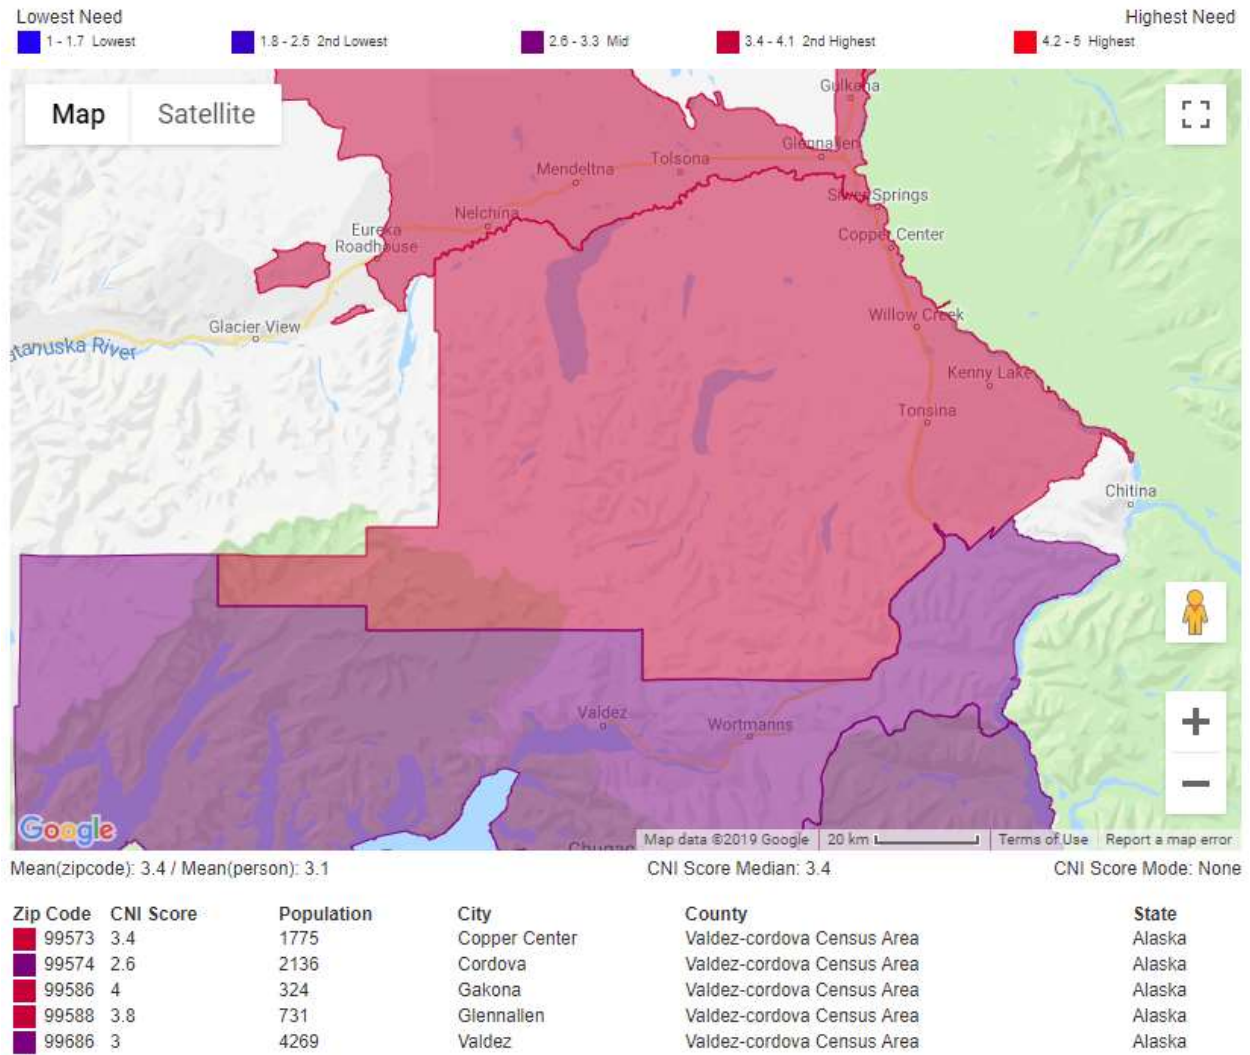 Lowest Need Highest Need
1 - 1.7 Lowest 1.8 - 2.5 2nd Lowest 2.6 - 3.3 Mid 3.4 - 4.1 2nd Highest 4.2 - 5 Highest
Map Satellite
Gulkana
Glennallen
Tolsona
Mendeltna
Silver Springs
Nelchina
Eureka
Roadhouse
Copper Center
Willow Creek
Glacier View
atanuska River
Kenny Lake
Tonsina
Chitina
Valdez
Wortmanns
Google
Chugac
Map data ©2019 Google 20 km Terms of Use Report a map error
Mean(zipcode): 3.4 / Mean(person): 3.1 CNI Score Median: 3.4 CNI Score Mode: None
Zip Code CNI Score Population City County State
99573 3.4 1775 Copper Center Valdez-cordova Census Area Alaska
99574 2.6 2136 Cordova Valdez-cordova Census Area Alaska
99586 4 324 Gakona Valdez-cordova Census Area Alaska
99588 3.8 731 Glennallen Valdez-cordova Census Area Alaska
99686 3 4269 Valdez Valdez-cordova Census Area Alaska